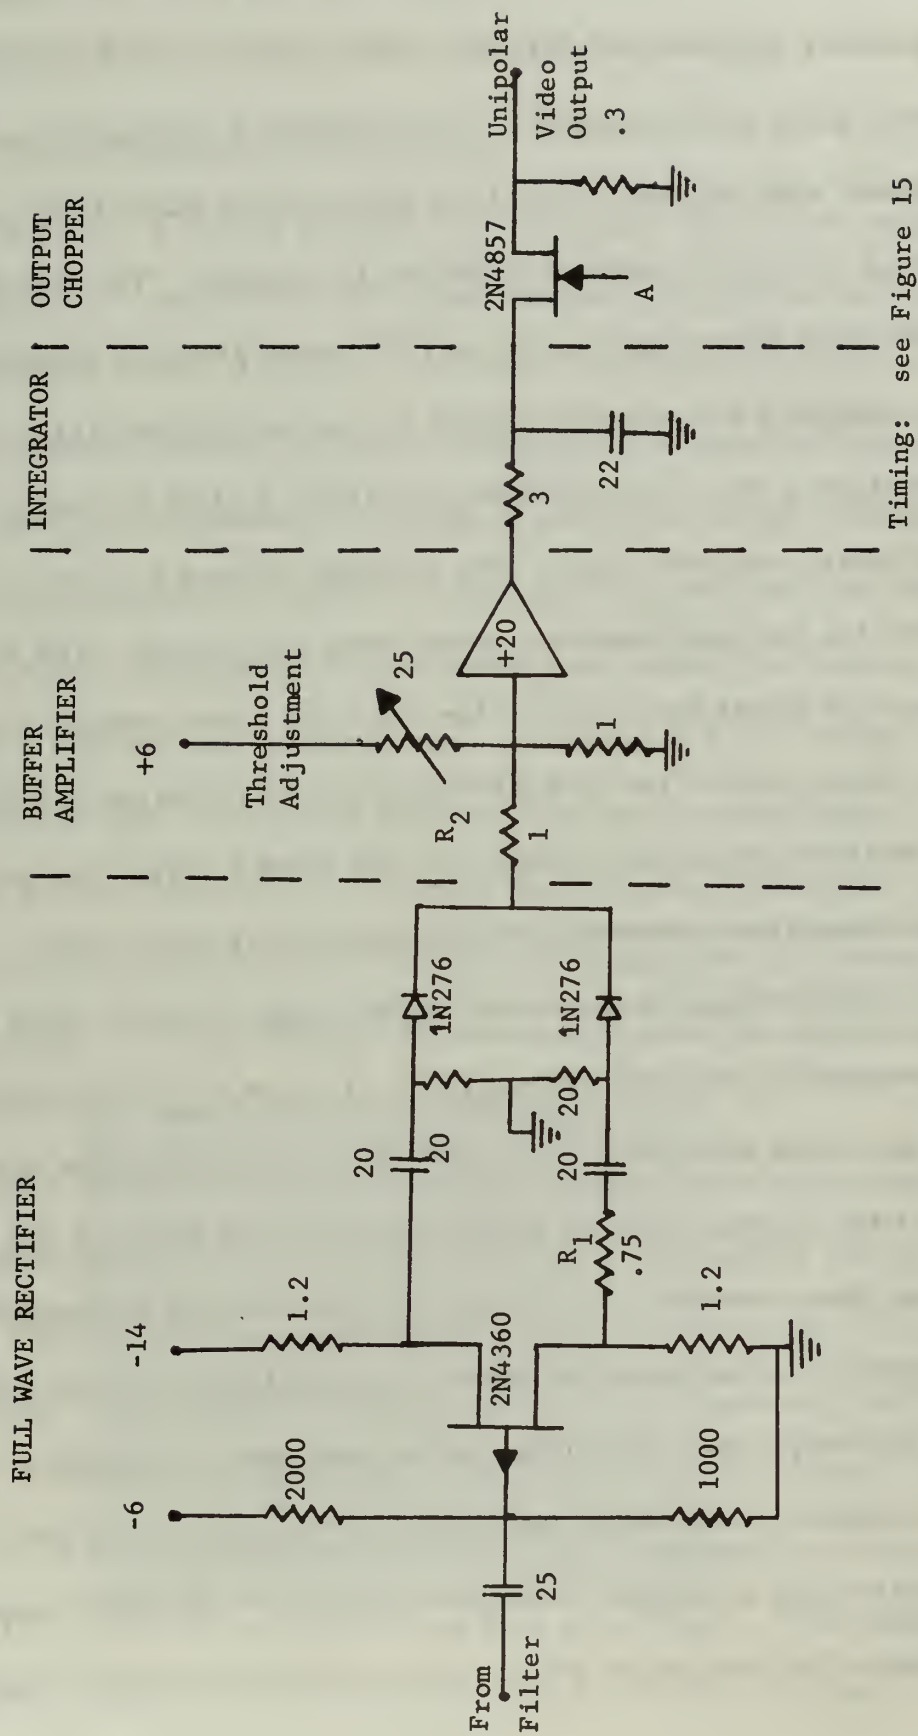 FULL WAVE RECTIFIER
BUFFER
AMPLIFIER
INTEGRATOR
OUTPUT
CHOPPER
-6
-14
+6
2000
1.2
20
20
1N276
Threshold
Adjustment
25
From
Filter
25
2N4360
R1
.75
20
20
1N276
R2
1
+20
1
3
22
2N4857
A
Unipolar
Video
Output
.3
1000
1.2
Timing: see Figure 15